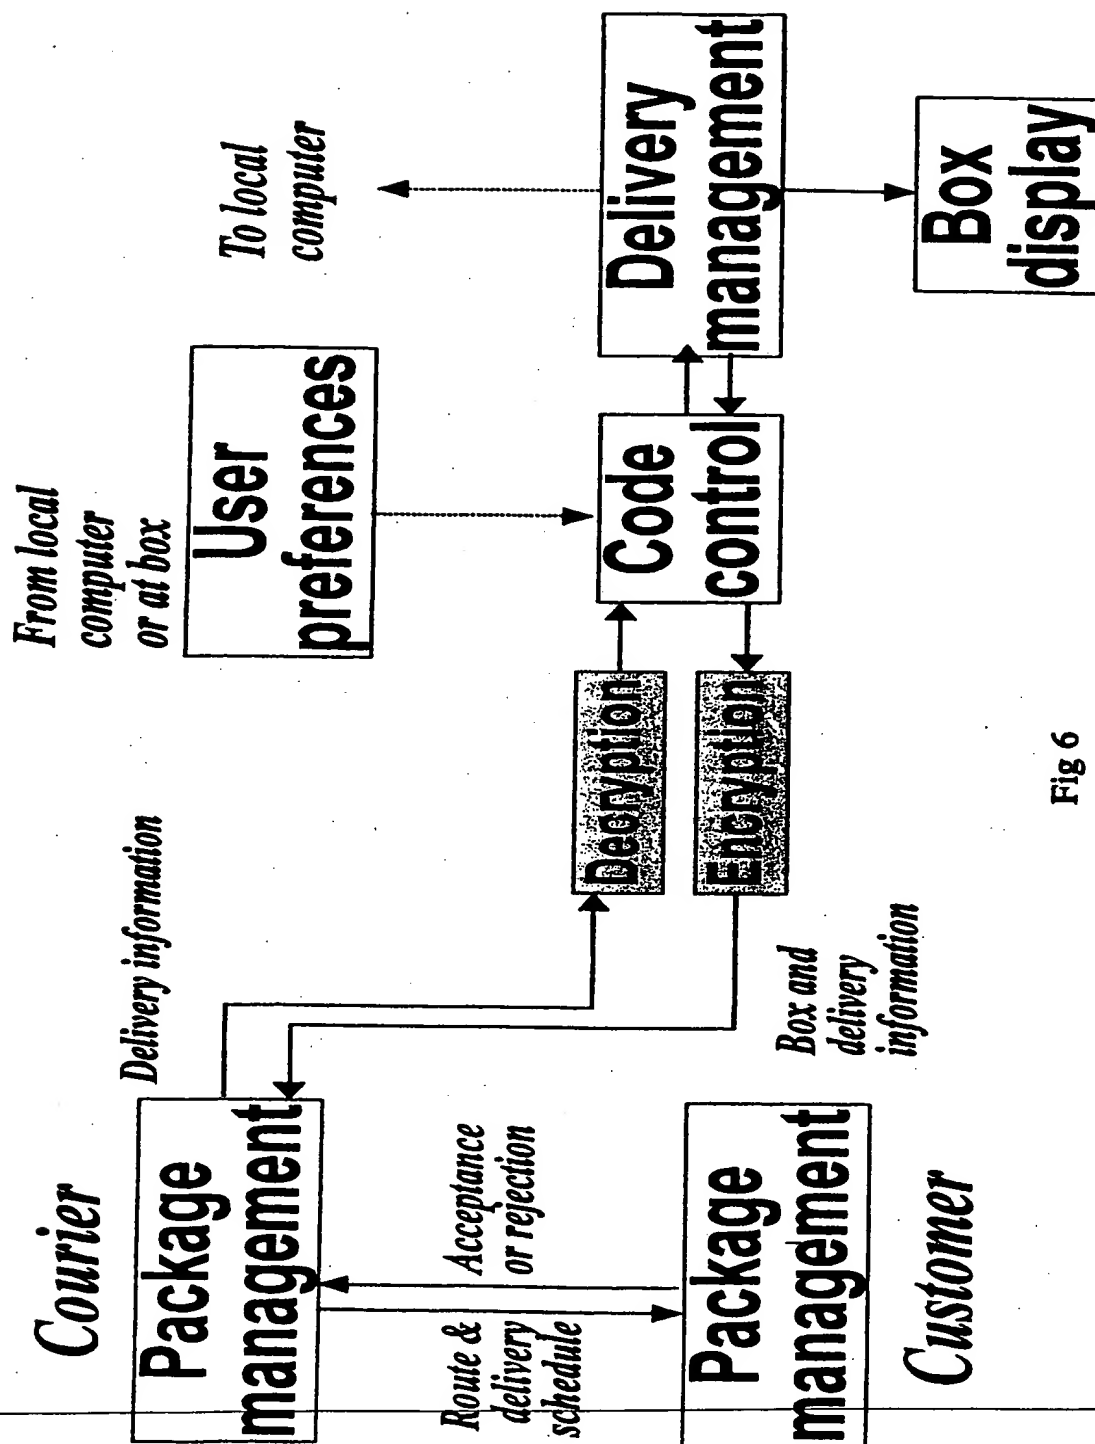 Courier
Package
management
Delivery information
Route &
delivery
schedule
Acceptance
or rejection
Package
management
Customer
Box and
delivery
information
Decryption
Encryption
From local
computer
or at box
User
preferences
Code
control
To local
computer
Delivery
management
Box
display
Fig 6